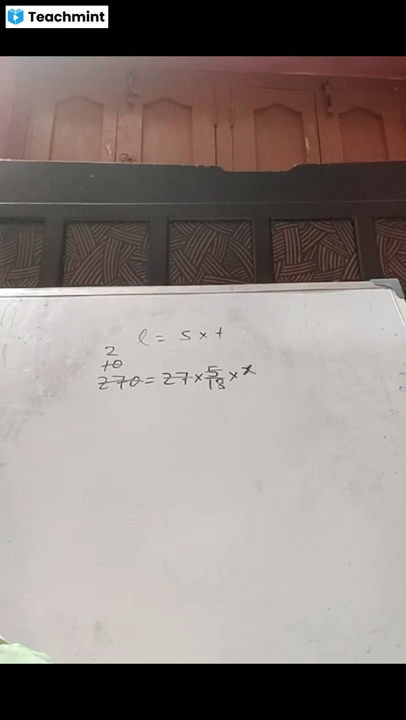 Teachmint
l = s x t
2
10
270 = 27 x 5/18 x x